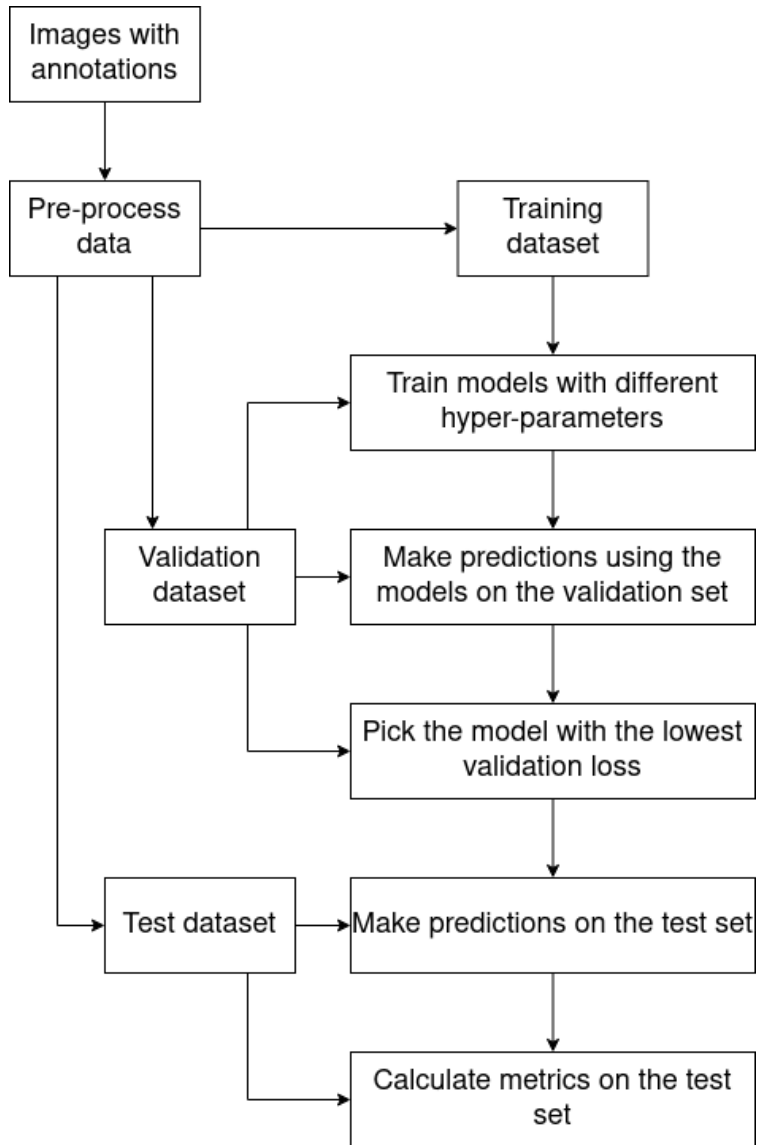 Images with
annotations
Pre-process
data
Training
dataset
Train models with different
hyper-parameters
Validation
dataset
Make predictions using the
models on the validation set
Pick the model with the lowest
validation loss
Test dataset
Make predictions on the test set
Calculate metrics on the test
set